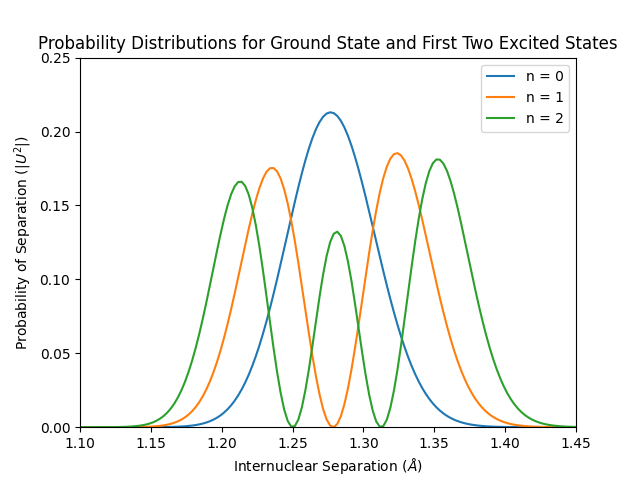 Probability Distributions for Ground State and First Two Excited States
0.25
0.20
0.15
0.10
0.05
0.00
Probability of Separation (|U²|)
n = 0
n = 1
n = 2
1.10 1.15 1.20 1.25 1.30 1.35 1.40 1.45
Internuclear Separation (Å)